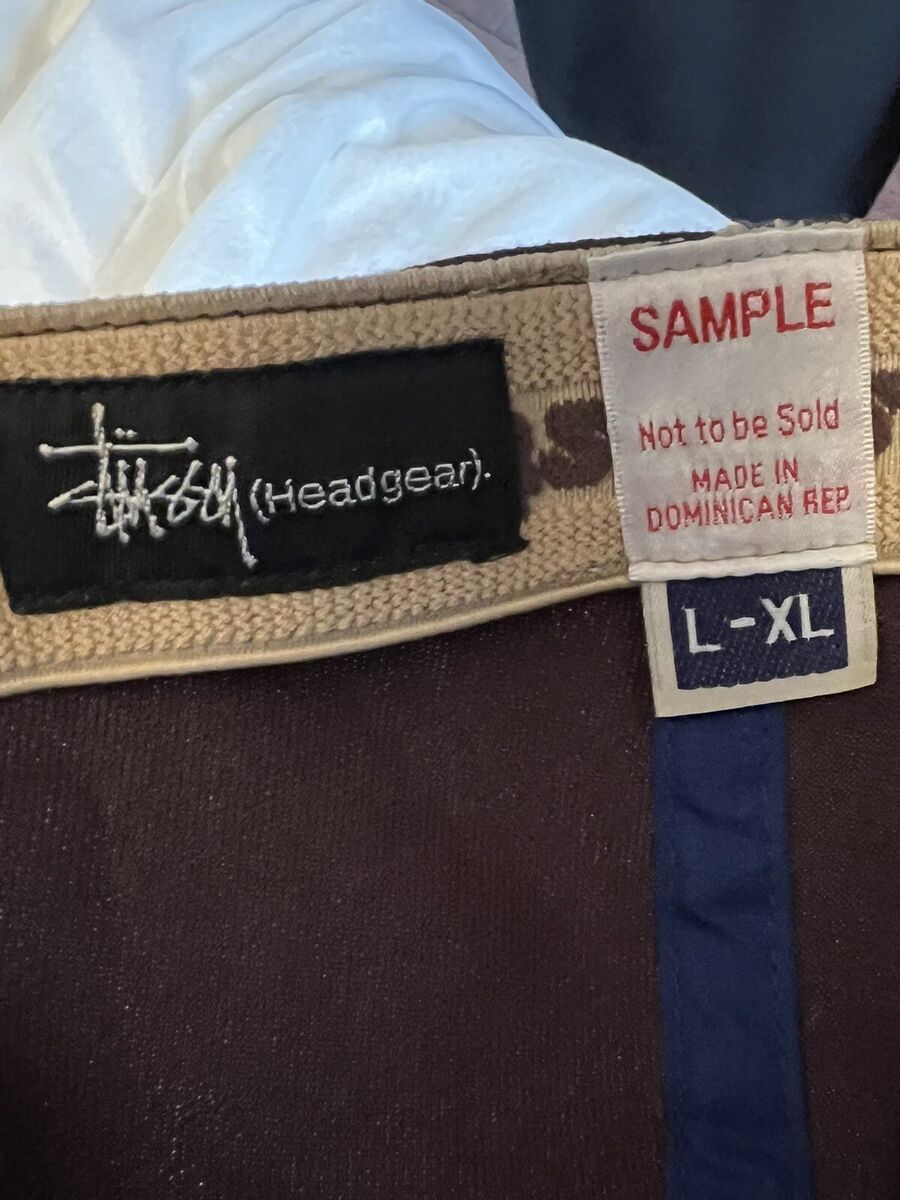 Stüssy (Headgear).
SAMPLE
Not to be Sold
MADE IN
DOMINICAN REP
L-XL